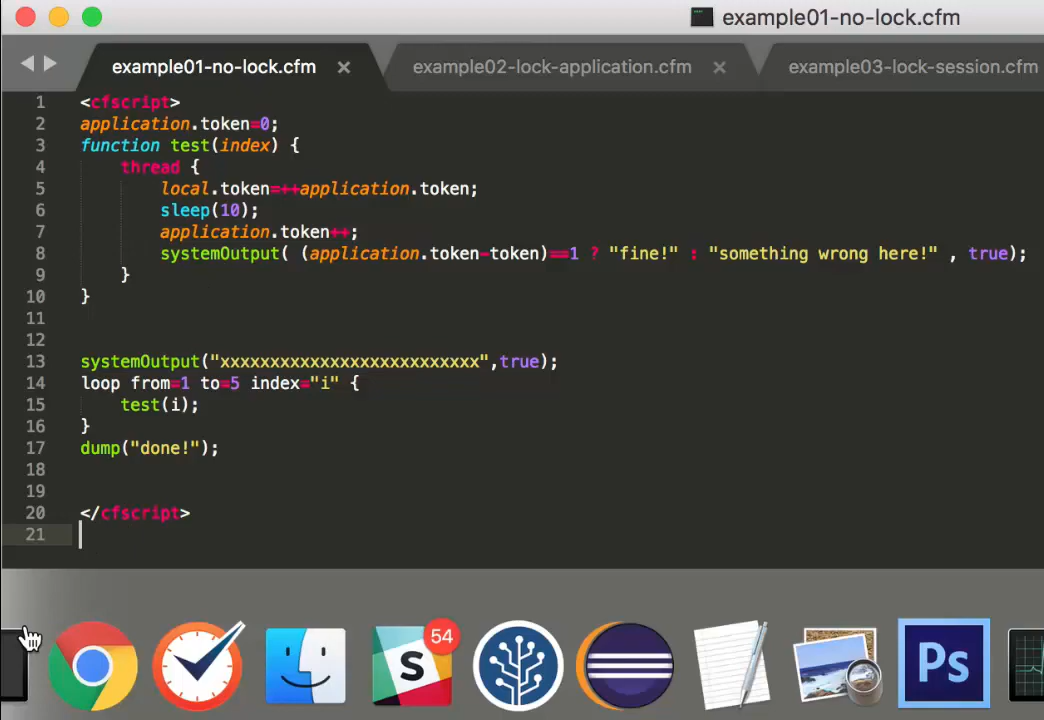 example01-no-lock.cfm
example01-no-lock.cfm × example02-lock-application.cfm × example03-lock-session.cfm
1 <cfscript>
2 application.token=0;
3 function test(index) {
4 thread {
5 local.token=++application.token;
6 sleep(10);
7 application.token++;
8 systemOutput( (application.token-token)==1 ? "fine!" : "something wrong here!" , true);
9 }
10 }
11
12
13 systemOutput("xxxxxxxxxxxxxxxxxxxxxxxxxx",true);
14 loop from=1 to=5 index="i" {
15 test(i);
16 }
17 dump("done!");
18
19
20 </cfscript>
21
54
S
Ps